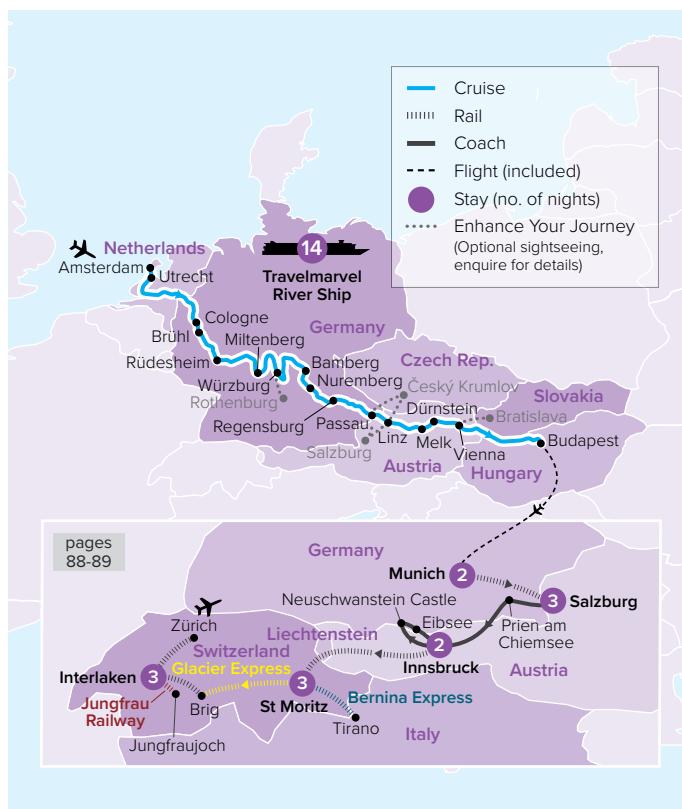 Cruise
Rail
Coach
Flight (included)
Stay (no. of nights)
Enhance Your Journey
(Optional sightseeing,
enquire for details)
Netherlands
14
Amsterdam
Utrecht
Travelmarvel
River Ship
Cologne
Germany
Brühl
Miltenberg
Rüdesheim
Bamberg
Czech Rep.
Würzburg
Nuremberg
Český Krumlov
Rothenburg
Slovakia
Regensburg
Passau
Dürnstein
Bratislava
Linz
Melk
Vienna
Budapest
Salzburg
Austria
Hungary
pages
88-89
Germany
Munich
2
3
Salzburg
Neuschwanstein Castle
Eibsee
Prien am
Chiemsee
Zürich
Liechtenstein
2
Innsbruck
Austria
Switzerland
Glacier Express
Interlaken
3
3
St Moritz
Bernina Express
Jungfrau
Railway
Brig
Tirano
Jungfraujoch
Italy